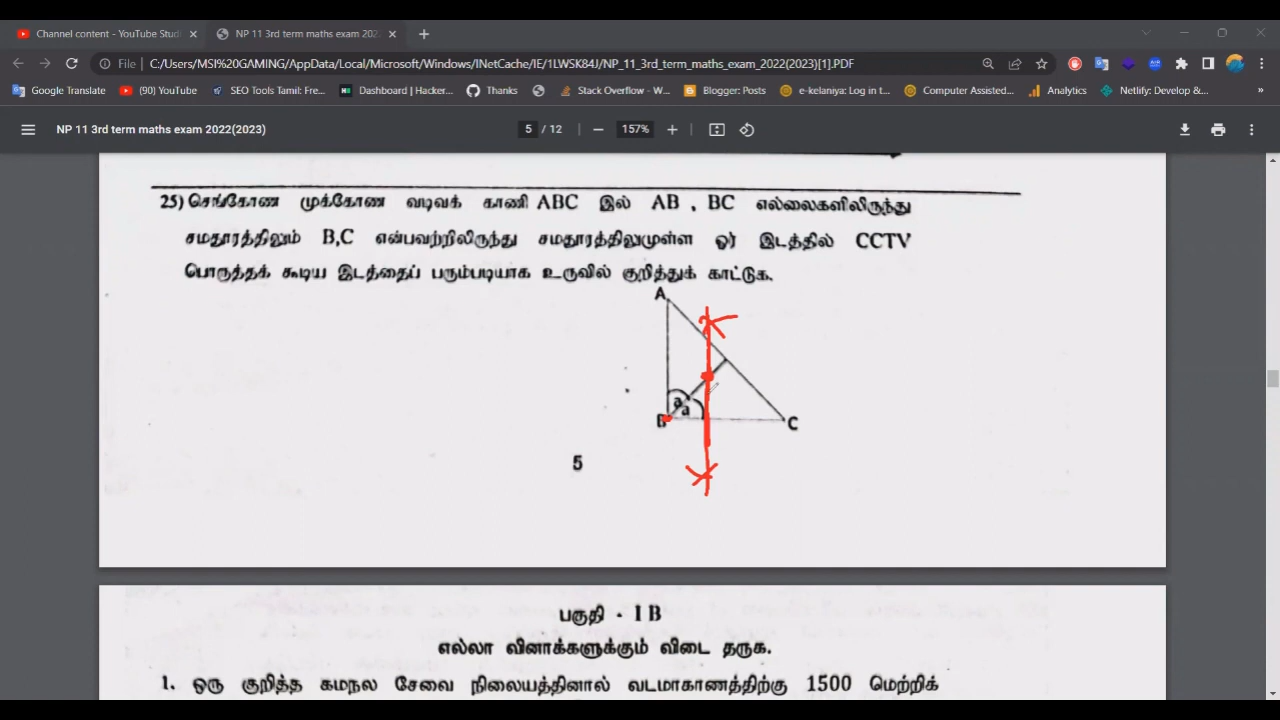 Channel content - YouTube Stud
NP 11 3rd term maths exam 202
File
C:/Users/MSI%20GAMING/AppData/Local/Microsoft/Windows/INetCache/IE/1LWSK84J/NP_11_3rd_term_maths_exam_2022(2023)[1].PDF
Google Translate
(90) YouTube
SEO Tools Tamil: Fre...
Dashboard | Hacker...
Thanks
Stack Overflow - W...
Blogger: Posts
e-kelaniya: Log in t...
Computer Assisted...
Analytics
Netlify: Develop &...
»
NP 11 3rd term maths exam 2022(2023)
5 / 12
157%
25) செங்கோண முக்கோண வடிவக் காணி ABC இல் AB , BC எல்லைகளிலிருந்து
சமதூரத்திலும் B,C என்பவற்றிலிருந்து சமதூரத்திலுமுள்ள ஓர் இடத்தில் CCTV
பொருத்தக் கூடிய இடத்தைப் பரும்படியாக உருவில் குறித்துக் காட்டுக.
A
a
a
B
C
5
பகுதி - 1 B
எல்லா வினாக்களுக்கும் விடை தருக.
1. ஒரு குறித்த கமநல சேவை நிலையத்தினால் வடமாகாணத்திற்கு 1500 மெற்றிக்